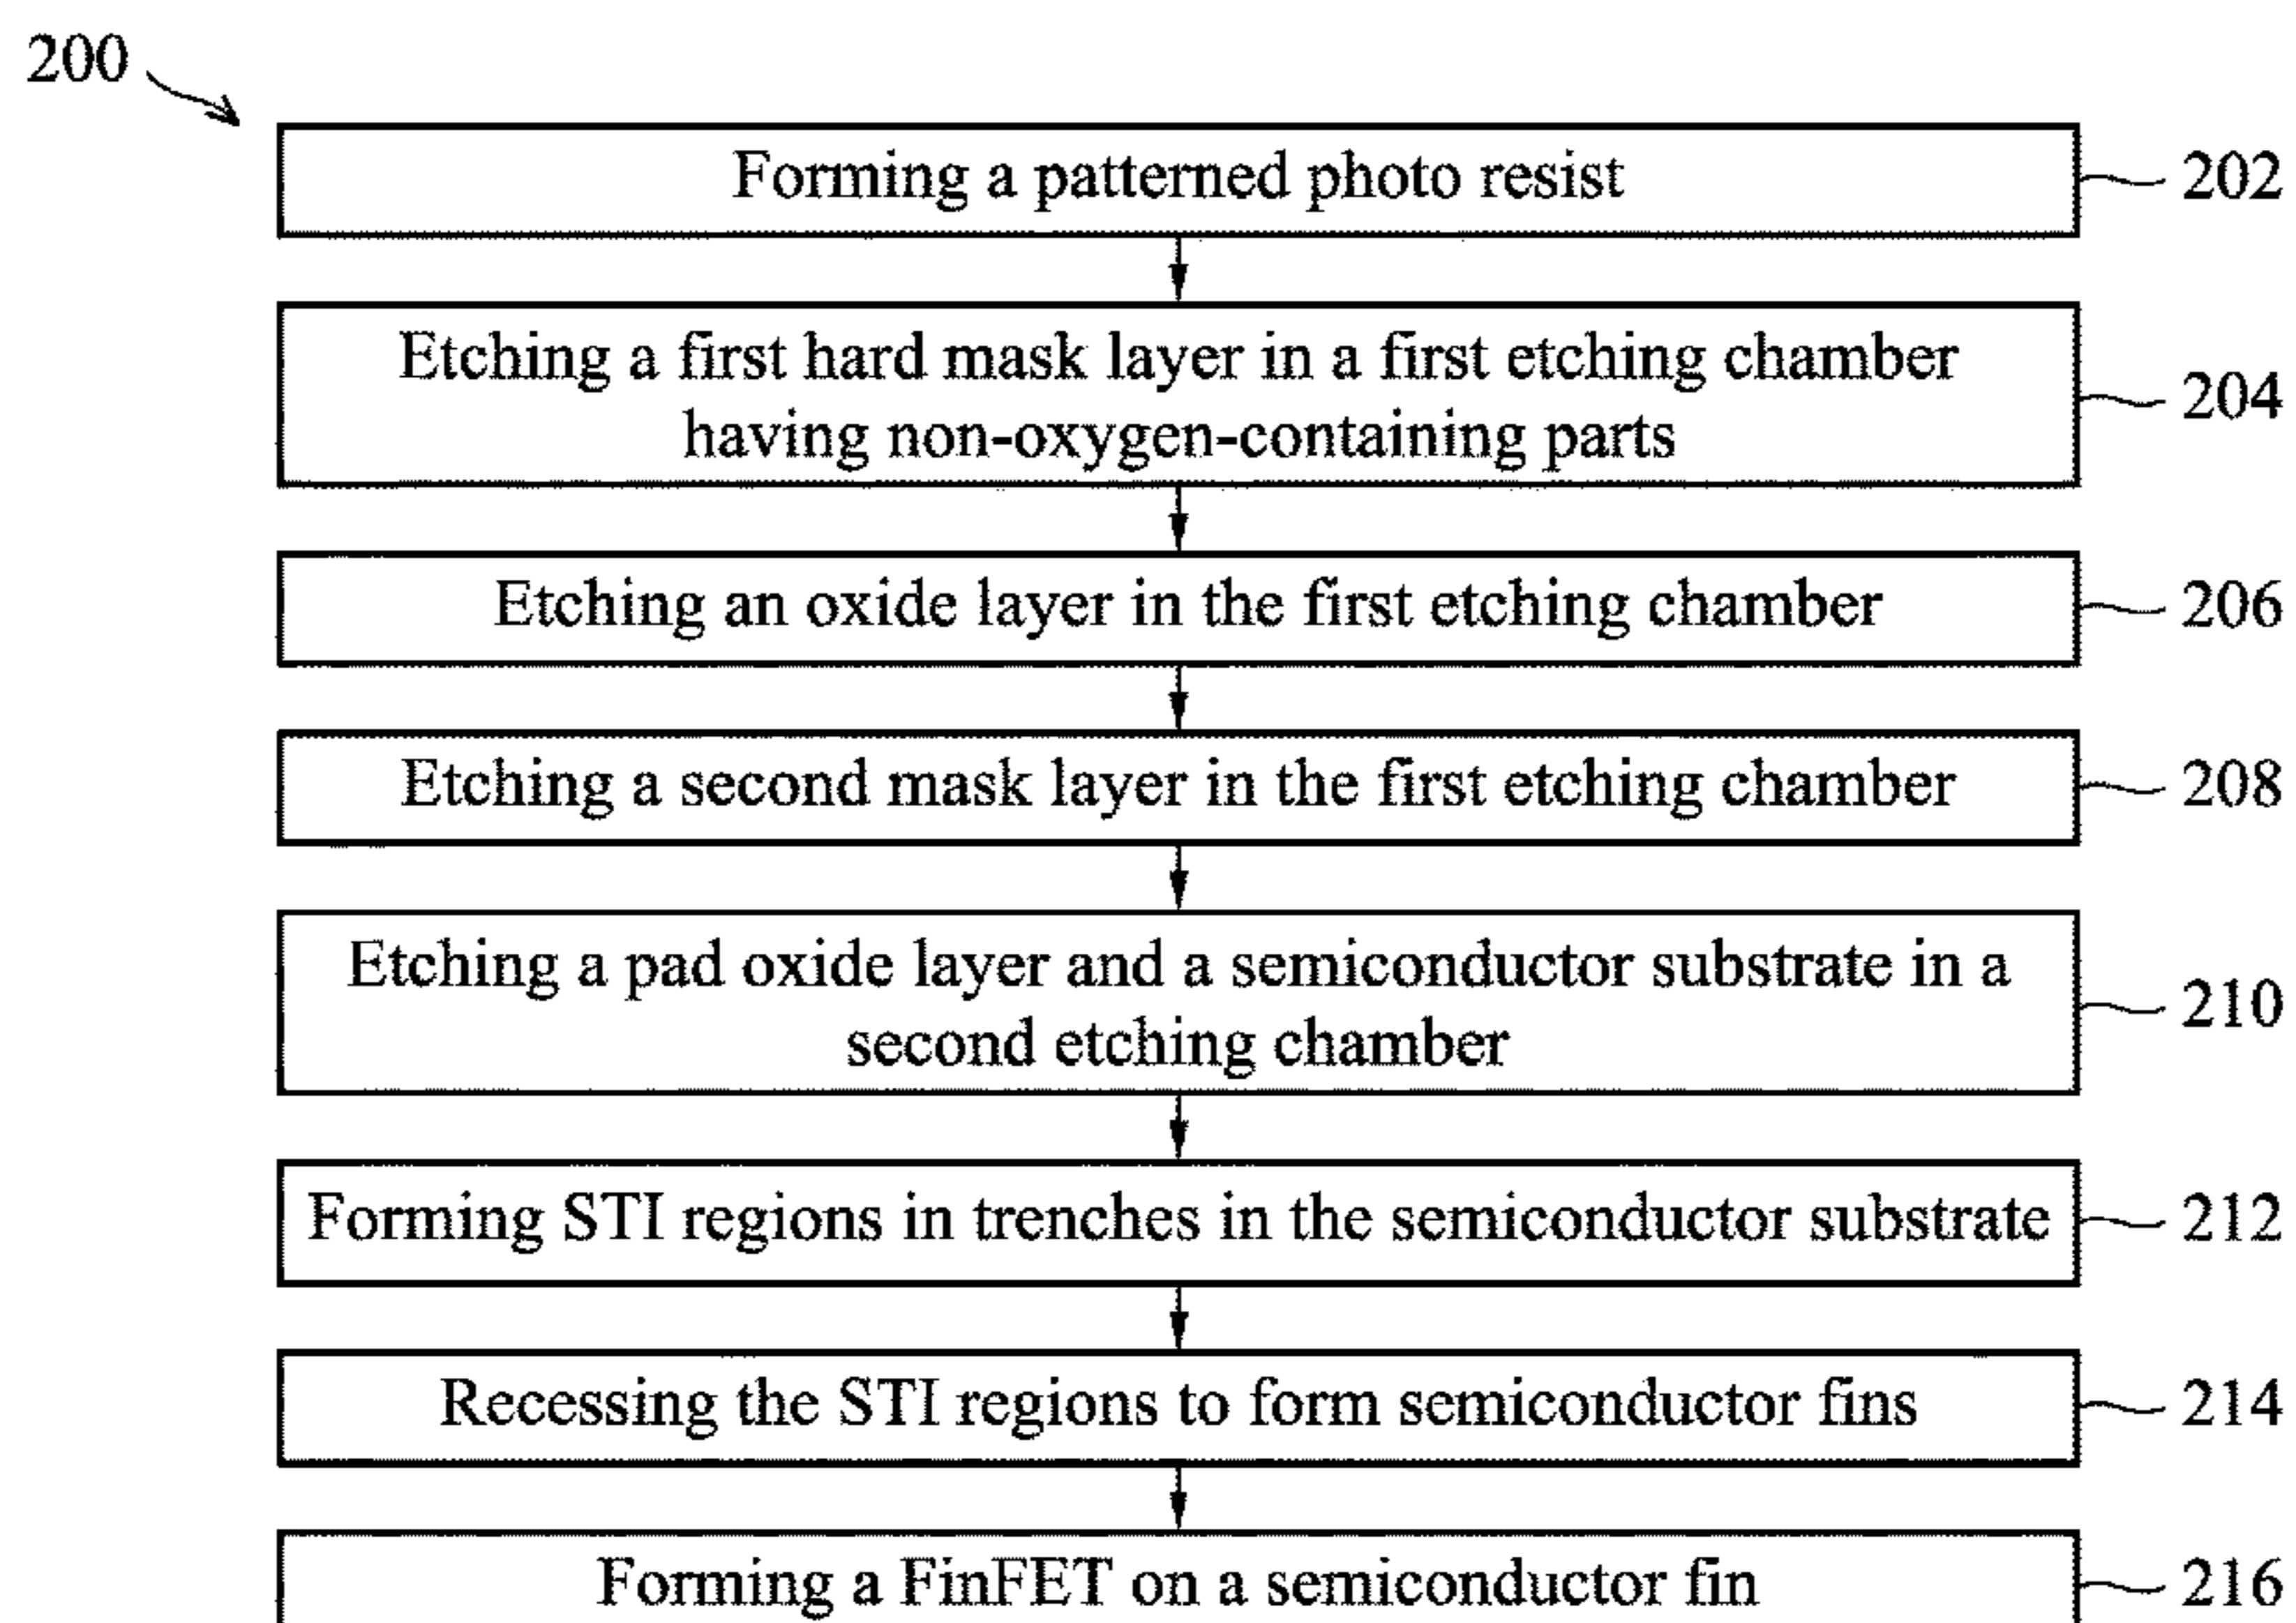 200
Forming a patterned photo resist
202
Etching a first hard mask layer in a first etching chamber
having non-oxygen-containing parts
204
Etching an oxide layer in the first etching chamber
206
Etching a second mask layer in the first etching chamber
208
Etching a pad oxide layer and a semiconductor substrate in a
second etching chamber
210
Forming STI regions in trenches in the semiconductor substrate
212
Recessing the STI regions to form semiconductor fins
214
Forming a FinFET on a semiconductor fin
216